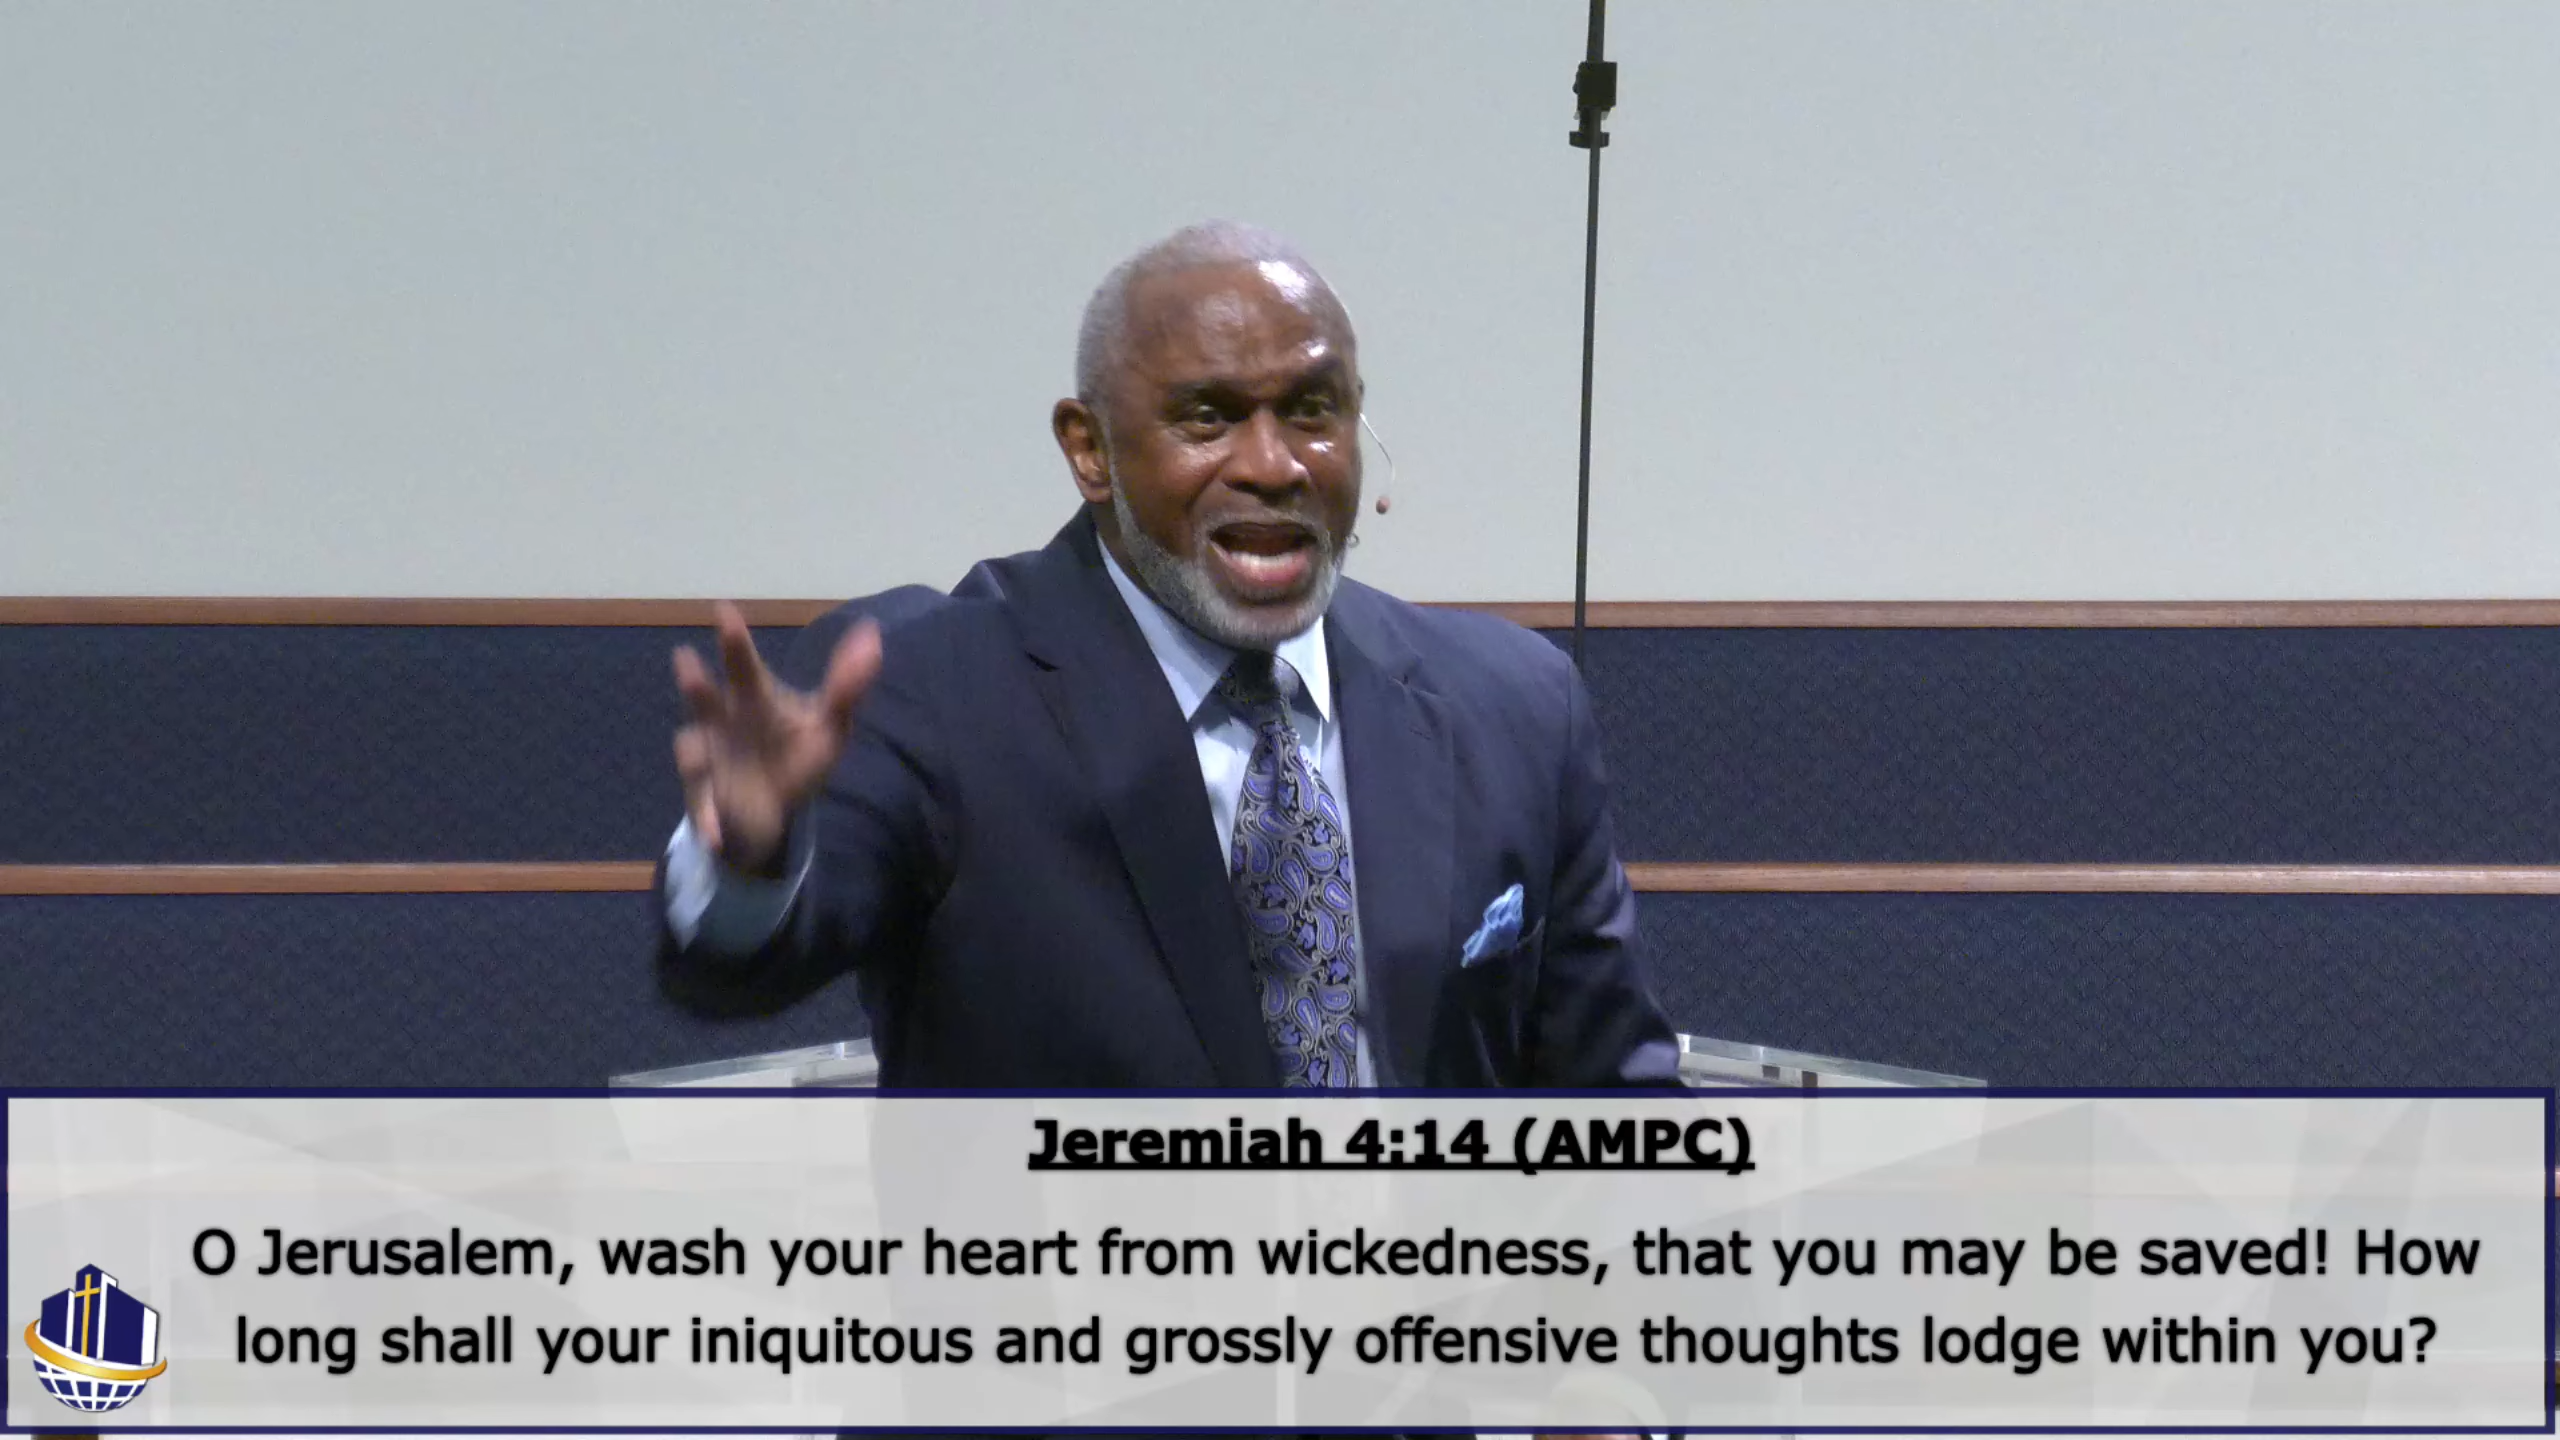 Jeremiah 4:14 (AMPC)
O Jerusalem, wash your heart from wickedness, that you may be saved! How
long shall your iniquitous and grossly offensive thoughts lodge within you?